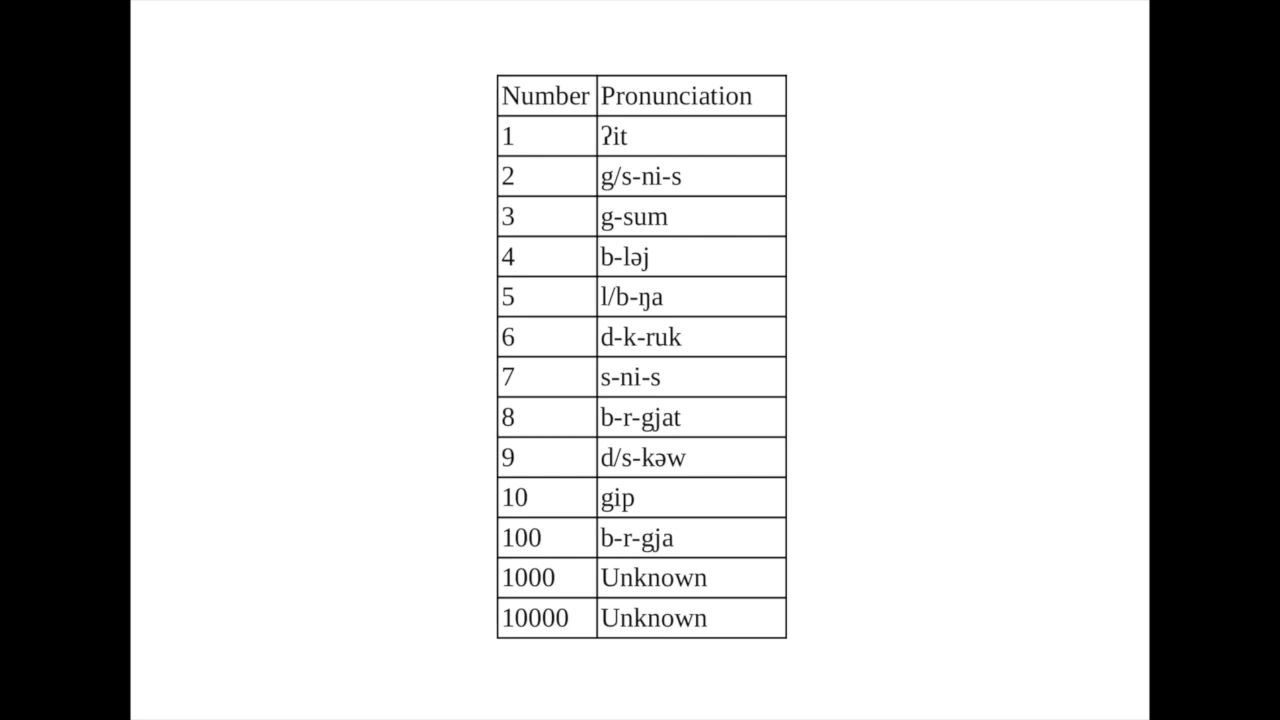 Number Pronunciation
1 ʔit
2 g/s-ni-s
3 g-sum
4 b-ləj
5 l/b-ŋa
6 d-k-ruk
7 s-ni-s
8 b-r-gjat
9 d/s-kəw
10 gip
100 b-r-gja
1000 Unknown
10000 Unknown